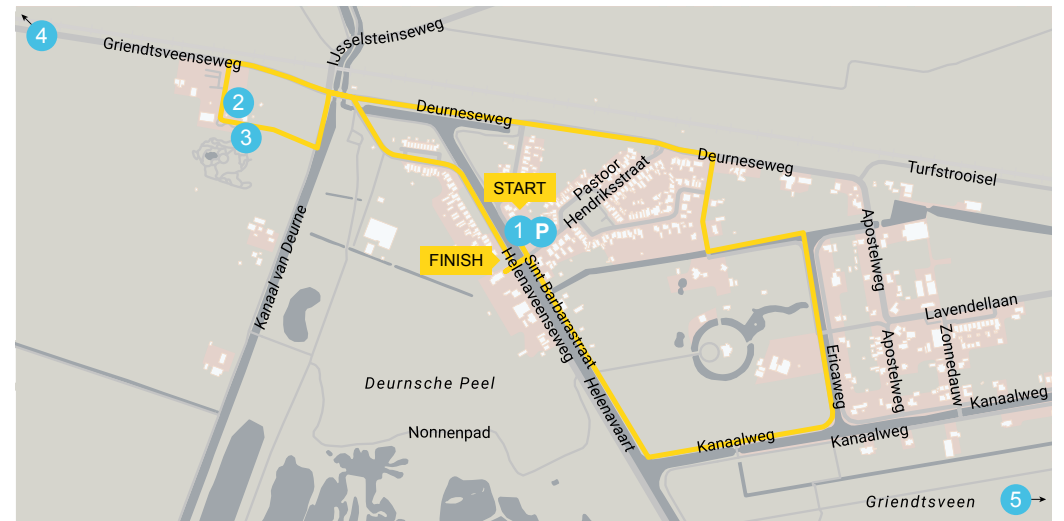 4
Griendtsveenseweg
IJsselsteinseweg
2
3
Deurneseweg
START
1 P
Pastoor
Hendriksstraat
Deurneseweg
Turfstrooisel
FINISH
Kanaal van Deurne
Helenaveenseweg
Sint Barbarastraat
Apostelweg
Lavendellaan
Ericaweg
Apostelweg
Zonnedauw
Deurnsche Peel
Nonnenpad
Helenavaart
Kanaalweg
Kanaalweg
Kanaalweg
Griendtsveen
5